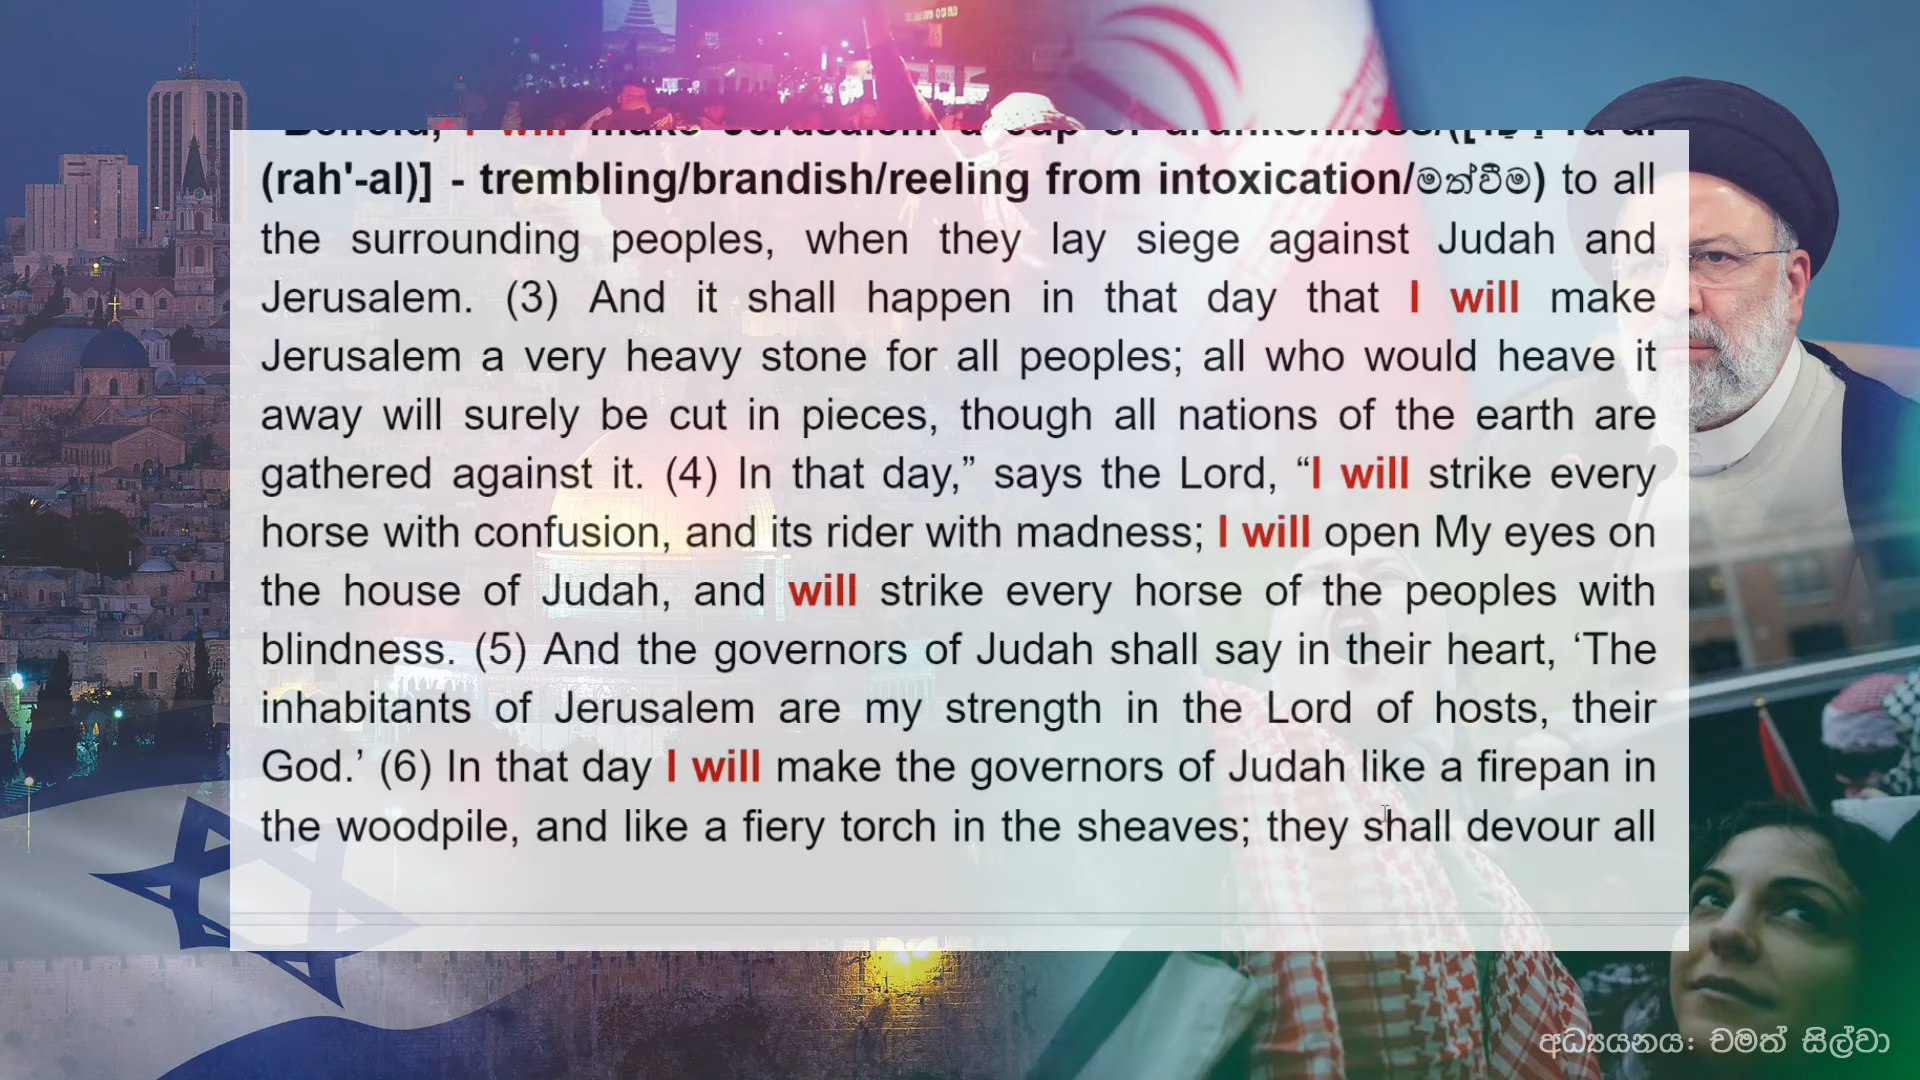 "Behold, I will make Jerusalem a cup of drunkenness/([
(rah'-al)] - trembling/brandish/reeling from intoxication/මත්වීම) to all
the surrounding peoples, when they lay siege against Judah and
Jerusalem. (3) And it shall happen in that day that I will make
Jerusalem a very heavy stone for all peoples; all who would heave it
away will surely be cut in pieces, though all nations of the earth are
gathered against it. (4) In that day,” says the Lord, “I will strike every
horse with confusion, and its rider with madness; I will open My eyes on
the house of Judah, and will strike every horse of the peoples with
blindness. (5) And the governors of Judah shall say in their heart, ‘The
inhabitants of Jerusalem are my strength in the Lord of hosts, their
God.’ (6) In that day I will make the governors of Judah like a firepan in
the woodpile, and like a fiery torch in the sheaves; they shall devour all
අධ්‍යයනය: චමත් සිල්වා